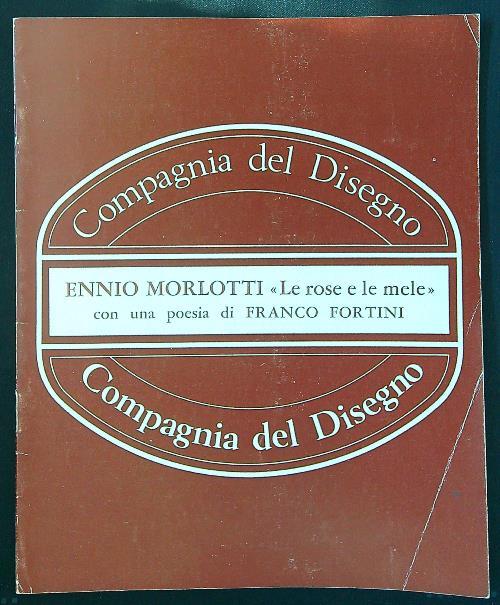 Compagnia del Disegno
ENNIO MORLOTTI «Le rose e le mele»
con una poesia di FRANCO FORTINI
Compagnia del Disegno